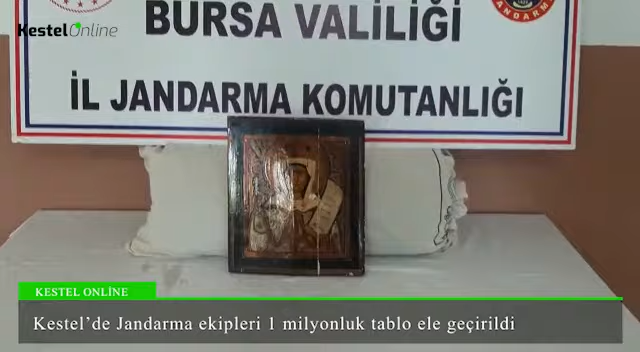 KestelOnline
BURSA VALİLİĞİ
JANDARMA
İL JANDARMA KOMUTANLIĞI
KESTEL ONLİNE
Kestel’de Jandarma ekipleri 1 milyonluk tablo ele geçirildi